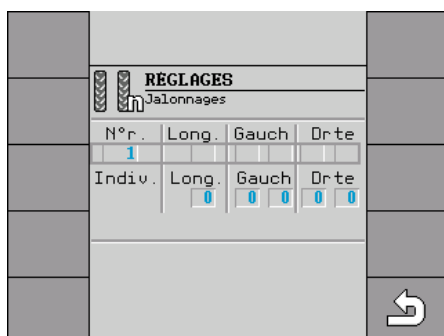 RÉGLAGES
n Jalonnages
N°r. Long. Gauch Drte
1
Indiv. Long. Gauch Drte
0 0 0 0 0